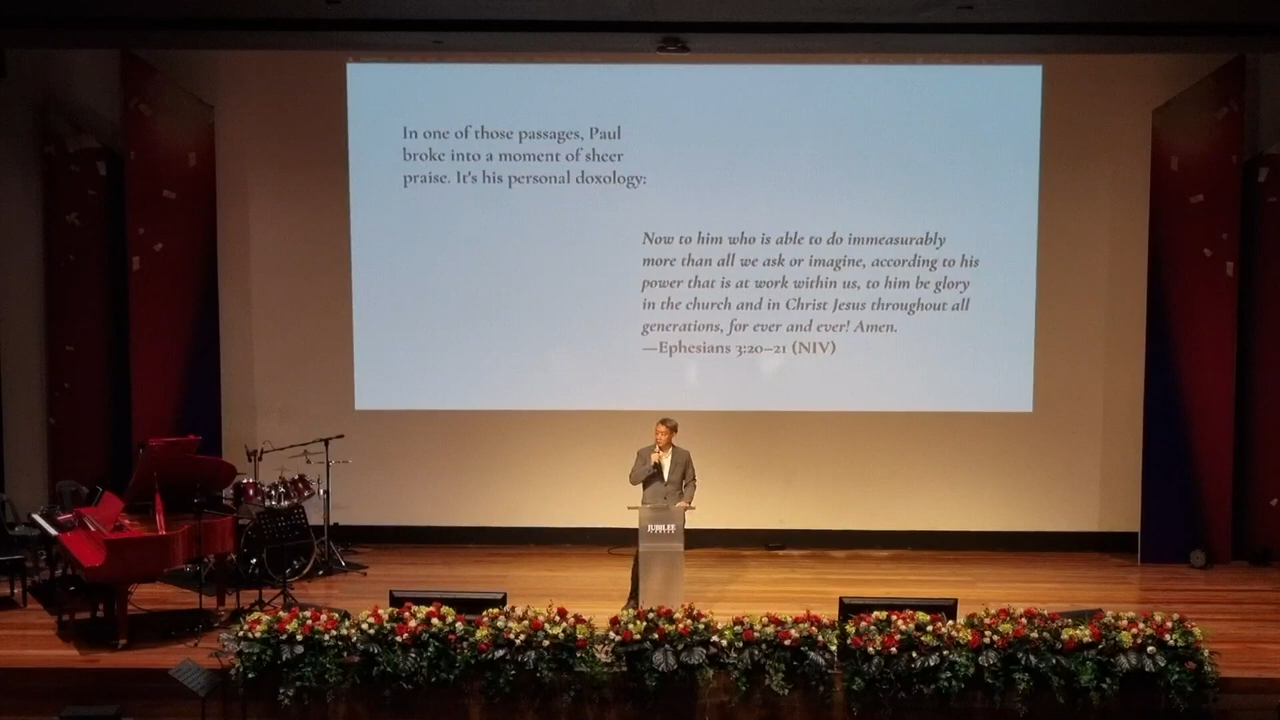 In one of those passages, Paul
broke into a moment of sheer
praise. It's his personal doxology:
Now to him who is able to do immeasurably
more than all we ask or imagine, according to his
power that is at work within us, to him be glory
in the church and in Christ Jesus throughout all
generations, for ever and ever! Amen.
—Ephesians 3:20–21 (NIV)
JUBILEE